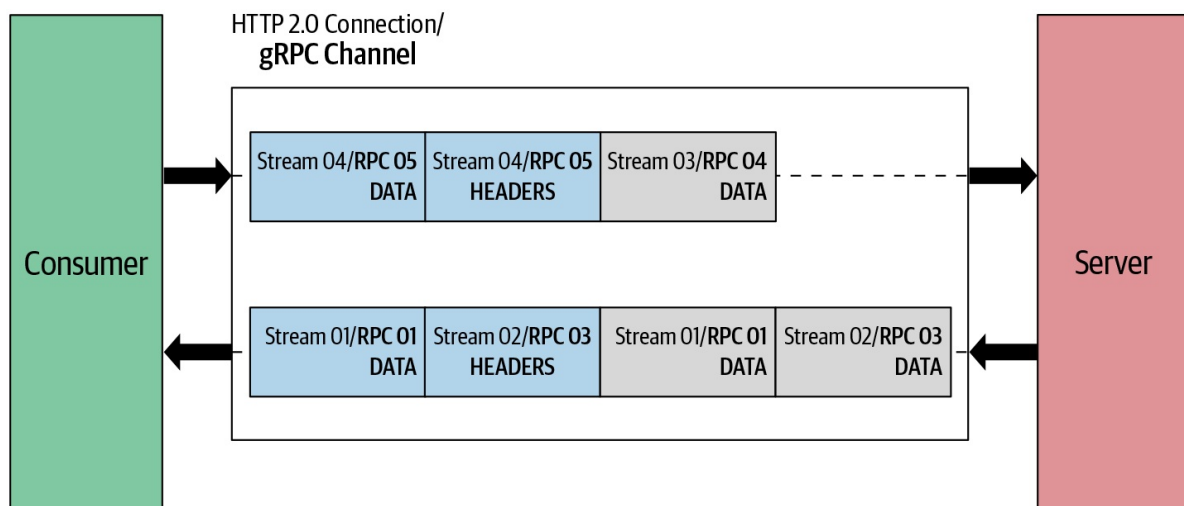 HTTP 2.0 Connection/
gRPC Channel
Consumer
Stream 04/RPC 05
DATA
Stream 04/RPC 05
HEADERS
Stream 03/RPC 04
DATA
Stream 01/RPC 01
DATA
Stream 02/RPC 03
HEADERS
Stream 01/RPC 01
DATA
Stream 02/RPC 03
DATA
Server